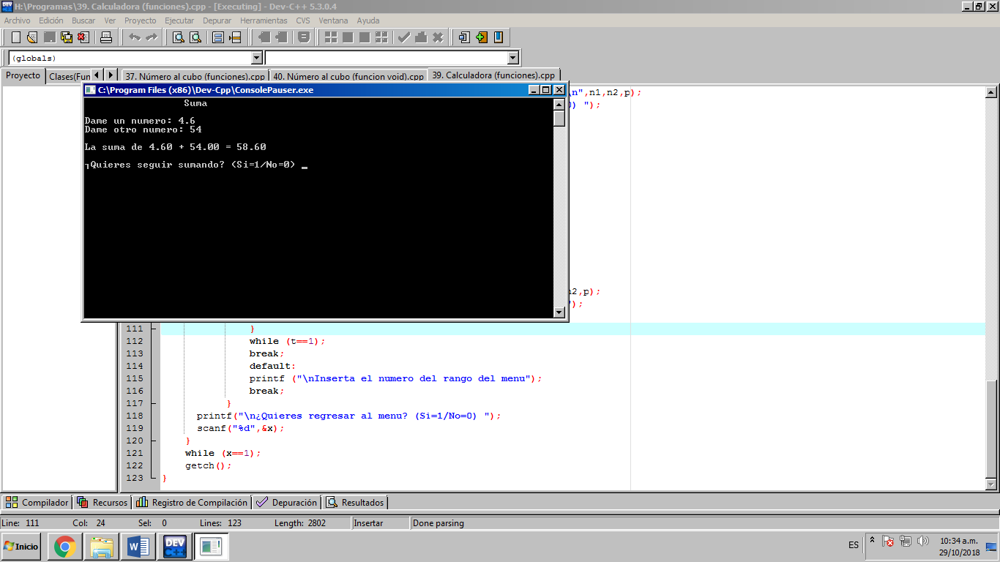 H:\Programas\39. Calculadora (funciones).cpp - [Executing] - Dev-C++ 5.3.0.4
Archivo Edición Buscar Ver Proyecto Ejecutar Depurar Herramientas CVS Ventana Ayuda
(globals)
Proyecto Clases(Fun 37. Número al cubo (funciones).cpp 40. Número al cubo (funcion void).cpp 39. Calculadora (funciones).cpp
C:\Program Files (x86)\Dev-Cpp\ConsolePauser.exe
Suma
Dame un numero: 4.6
Dame otro numero: 54
La suma de 4.60 + 54.00 = 58.60
┐Quieres seguir sumando? (Si=1/No=0) _
\n",n1,n2,p);
) ");
n2,p);
");
111 }
112 while (t==1);
113 break;
114 default:
115 printf ("\nInserta el numero del rango del menu");
116 break;
117 }
118 printf("\n¿Quieres regresar al menu? (Si=1/No=0) ");
119 scanf("%d",&x);
120 }
121 while (x==1);
122 getch();
123 }
Compilador Recursos Registro de Compilación Depuración Resultados
Line: 111 Col: 24 Sel: 0 Lines: 123 Length: 2802 Insertar Done parsing
Inicio DEV C++ ES 10:34 a.m.
29/10/2018